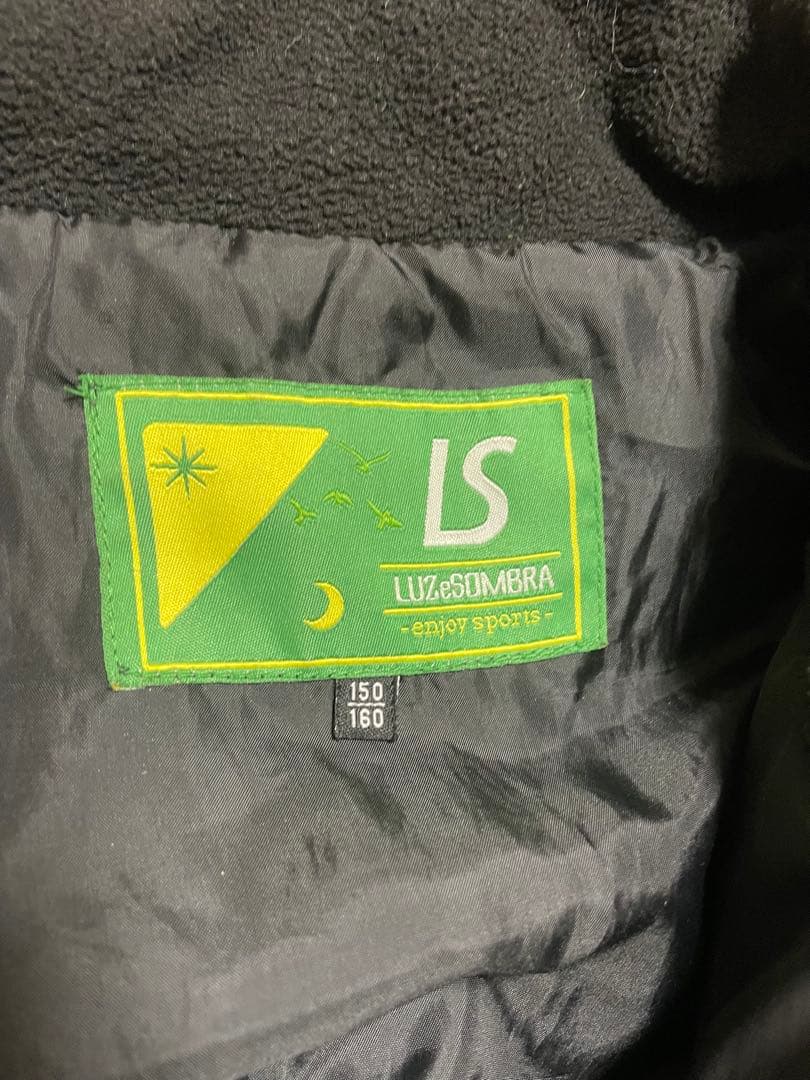 LS
LUZeSOMBRA
-enjoy sports-
150
160